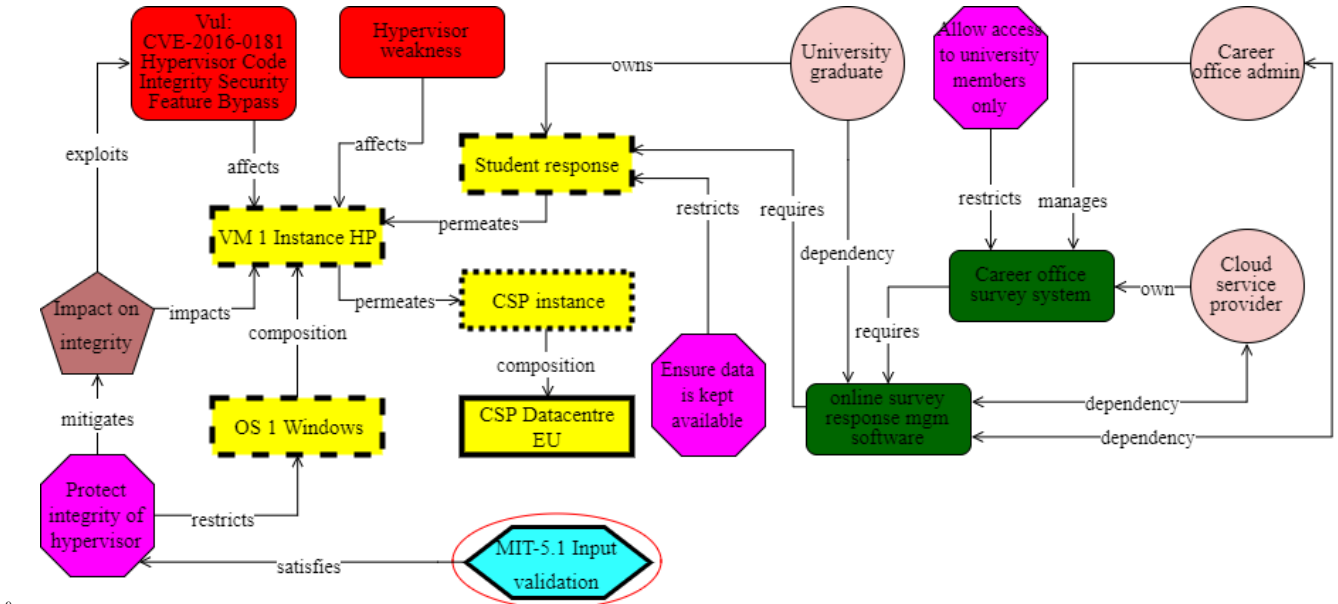 Vul:
CVE-2016-0181
Hypervisor Code
Integrity Security
Feature Bypass
Hypervisor
weakness
University
graduate
Allow access
to university
members
only
Career
office admin
owns
exploits
affects
affects
Student response
restricts
requires
restricts
manages
permeates
VM 1 Instance HP
dependency
Career office
survey system
Cloud
service
provider
own
Impact on
integrity
impacts
permeates
CSP instance
composition
requires
composition
Ensure data
is kept
available
mitigates
OS 1 Windows
CSP Datacentre
EU
online survey
response mgm
software
dependency
dependency
Protect
integrity of
hypervisor
restricts
MIT-5.1 Input
validation
satisfies